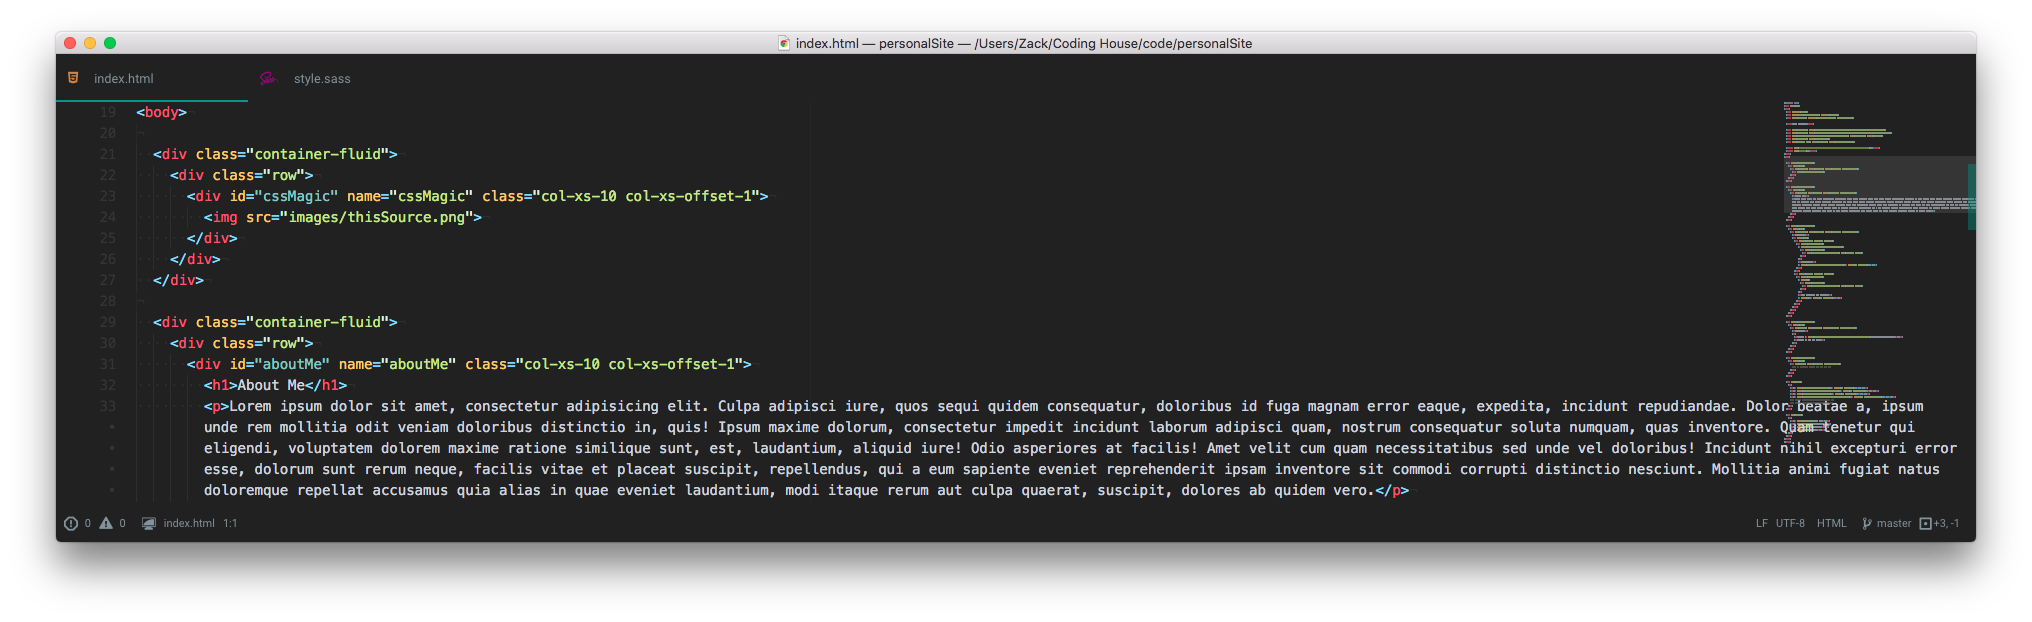 index.html — personalSite — /Users/Zack/Coding House/code/personalSite
index.html style.sass
19 <body>
20
21 <div class="container-fluid">
22 <div class="row">
23 <div id="cssMagic" name="cssMagic" class="col-xs-10 col-xs-offset-1">
24 <img src="images/thisSource.png">
25 </div>
26 </div>
27 </div>
28
29 <div class="container-fluid">
30 <div class="row">
31 <div id="aboutMe" name="aboutMe" class="col-xs-10 col-xs-offset-1">
32 <h1>About Me</h1>
33 <p>Lorem ipsum dolor sit amet, consectetur adipisicing elit. Culpa adipisci iure, quos sequi quidem consequatur, doloribus id fuga magnam error eaque, expedita, incidunt repudiandae. Dolor beatae a, ipsum
unde rem mollitia odit veniam doloribus distinctio in, quis! Ipsum maxime dolorum, consectetur impedit incidunt laborum adipisci quam, nostrum consequatur soluta numquam, quas inventore. Quam tenetur qui
eligendi, voluptatem dolorem maxime ratione similique sunt, est, laudantium, aliquid iure! Odio asperiores at facilis! Amet velit cum quam necessitatibus sed unde vel doloribus! Incidunt nihil excepturi error
esse, dolorum sunt rerum neque, facilis vitae et placeat suscipit, repellendus, qui a eum sapiente eveniet reprehenderit ipsam inventore sit commodi corrupti distinctio nesciunt. Mollitia animi fugiat natus
doloremque repellat accusamus quia alias in quae eveniet laudantium, modi itaque rerum aut culpa quaerat, suscipit, dolores ab quidem vero.</p>
0 0 index.html 1:1 LF UTF-8 HTML master +3, -1